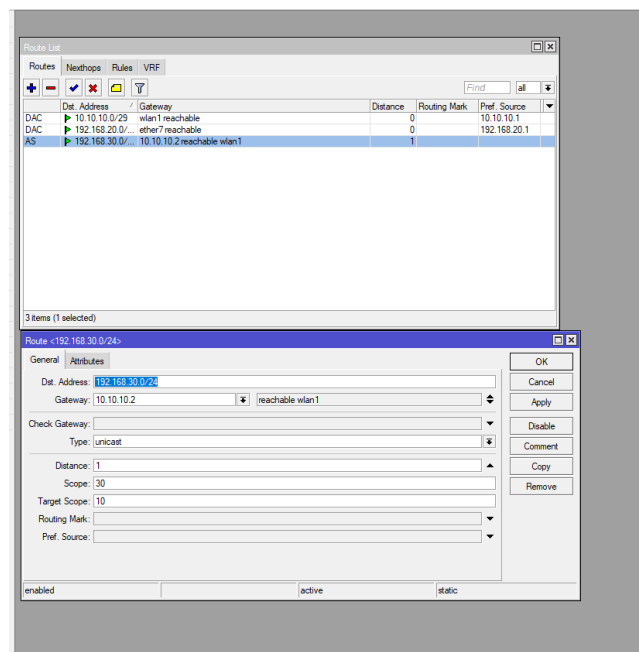 Route List
Routes Nexthops Rules VRF
Find all
Dst. Address / Gateway Distance Routing Mark Pref. Source
DAC 10.10.10.0/29 wlan1 reachable 0 10.10.10.1
DAC 192.168.20.0/... ether7 reachable 0 192.168.20.1
AS 192.168.30.0/... 10.10.10.2 reachable wlan1 1
3 items (1 selected)
Route <192.168.30.0/24>
General Attributes
Dst. Address: 192.168.30.0/24
Gateway: 10.10.10.2 reachable wlan1
Check Gateway:
Type: unicast
Distance: 1
Scope: 30
Target Scope: 10
Routing Mark:
Pref. Source:
OK
Cancel
Apply
Disable
Comment
Copy
Remove
enabled active static